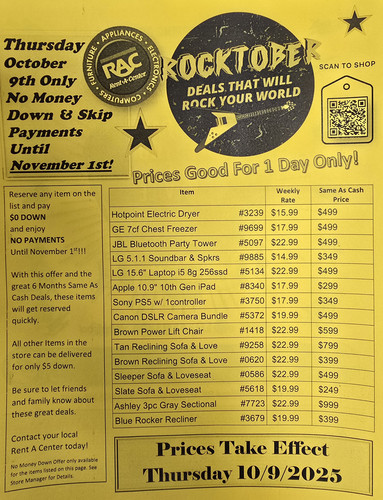 Thursday
October
9th Only
No Money
Down & Skip
Payments
Until
November 1st!
FURNITURE • APPLIANCES • ELECTRONICS • COMPUTERS •
RAC
Rent-A-Center
ROCKTOBER
DEALS THAT WILL
ROCK YOUR WORLD
SCAN TO SHOP
Prices Good For 1 Day Only!
Reserve any item on the
list and pay
$0 DOWN
and enjoy
NO PAYMENTS
Until November 1st!!!
With this offer and the
great 6 Months Same As
Cash Deals, these items
will get reserved
quickly.
All other Items in the
store can be delivered
for only $5 down.
Be sure to let friends
and family know about
these great deals.
Contact your local
Rent A Center today!
No Money Down Offer only available
for the items listed on this page. See
Store Manager for Details.
Item Weekly Rate Same As Cash Price
Hotpoint Electric Dryer #3239 $15.99 $499
GE 7cf Chest Freezer #9699 $17.99 $499
JBL Bluetooth Party Tower #5097 $22.99 $499
LG 5.1.1 Soundbar & Spkrs #9885 $14.99 $349
LG 15.6" Laptop i5 8g 256ssd #5134 $22.99 $499
Apple 10.9" 10th Gen iPad #8340 $17.99 $299
Sony PS5 w/ 1controller #3750 $17.99 $349
Canon DSLR Camera Bundle #5372 $19.99 $499
Brown Power Lift Chair #1418 $22.99 $599
Tan Reclining Sofa & Love #9258 $22.99 $799
Brown Reclining Sofa & Love #0620 $22.99 $399
Sleeper Sofa & Loveseat #0586 $22.99 $499
Slate Sofa & Loveseat #5618 $19.99 $249
Ashley 3pc Gray Sectional #7723 $22.99 $999
Blue Rocker Recliner #3679 $19.99 $399
Prices Take Effect
Thursday 10/9/2025